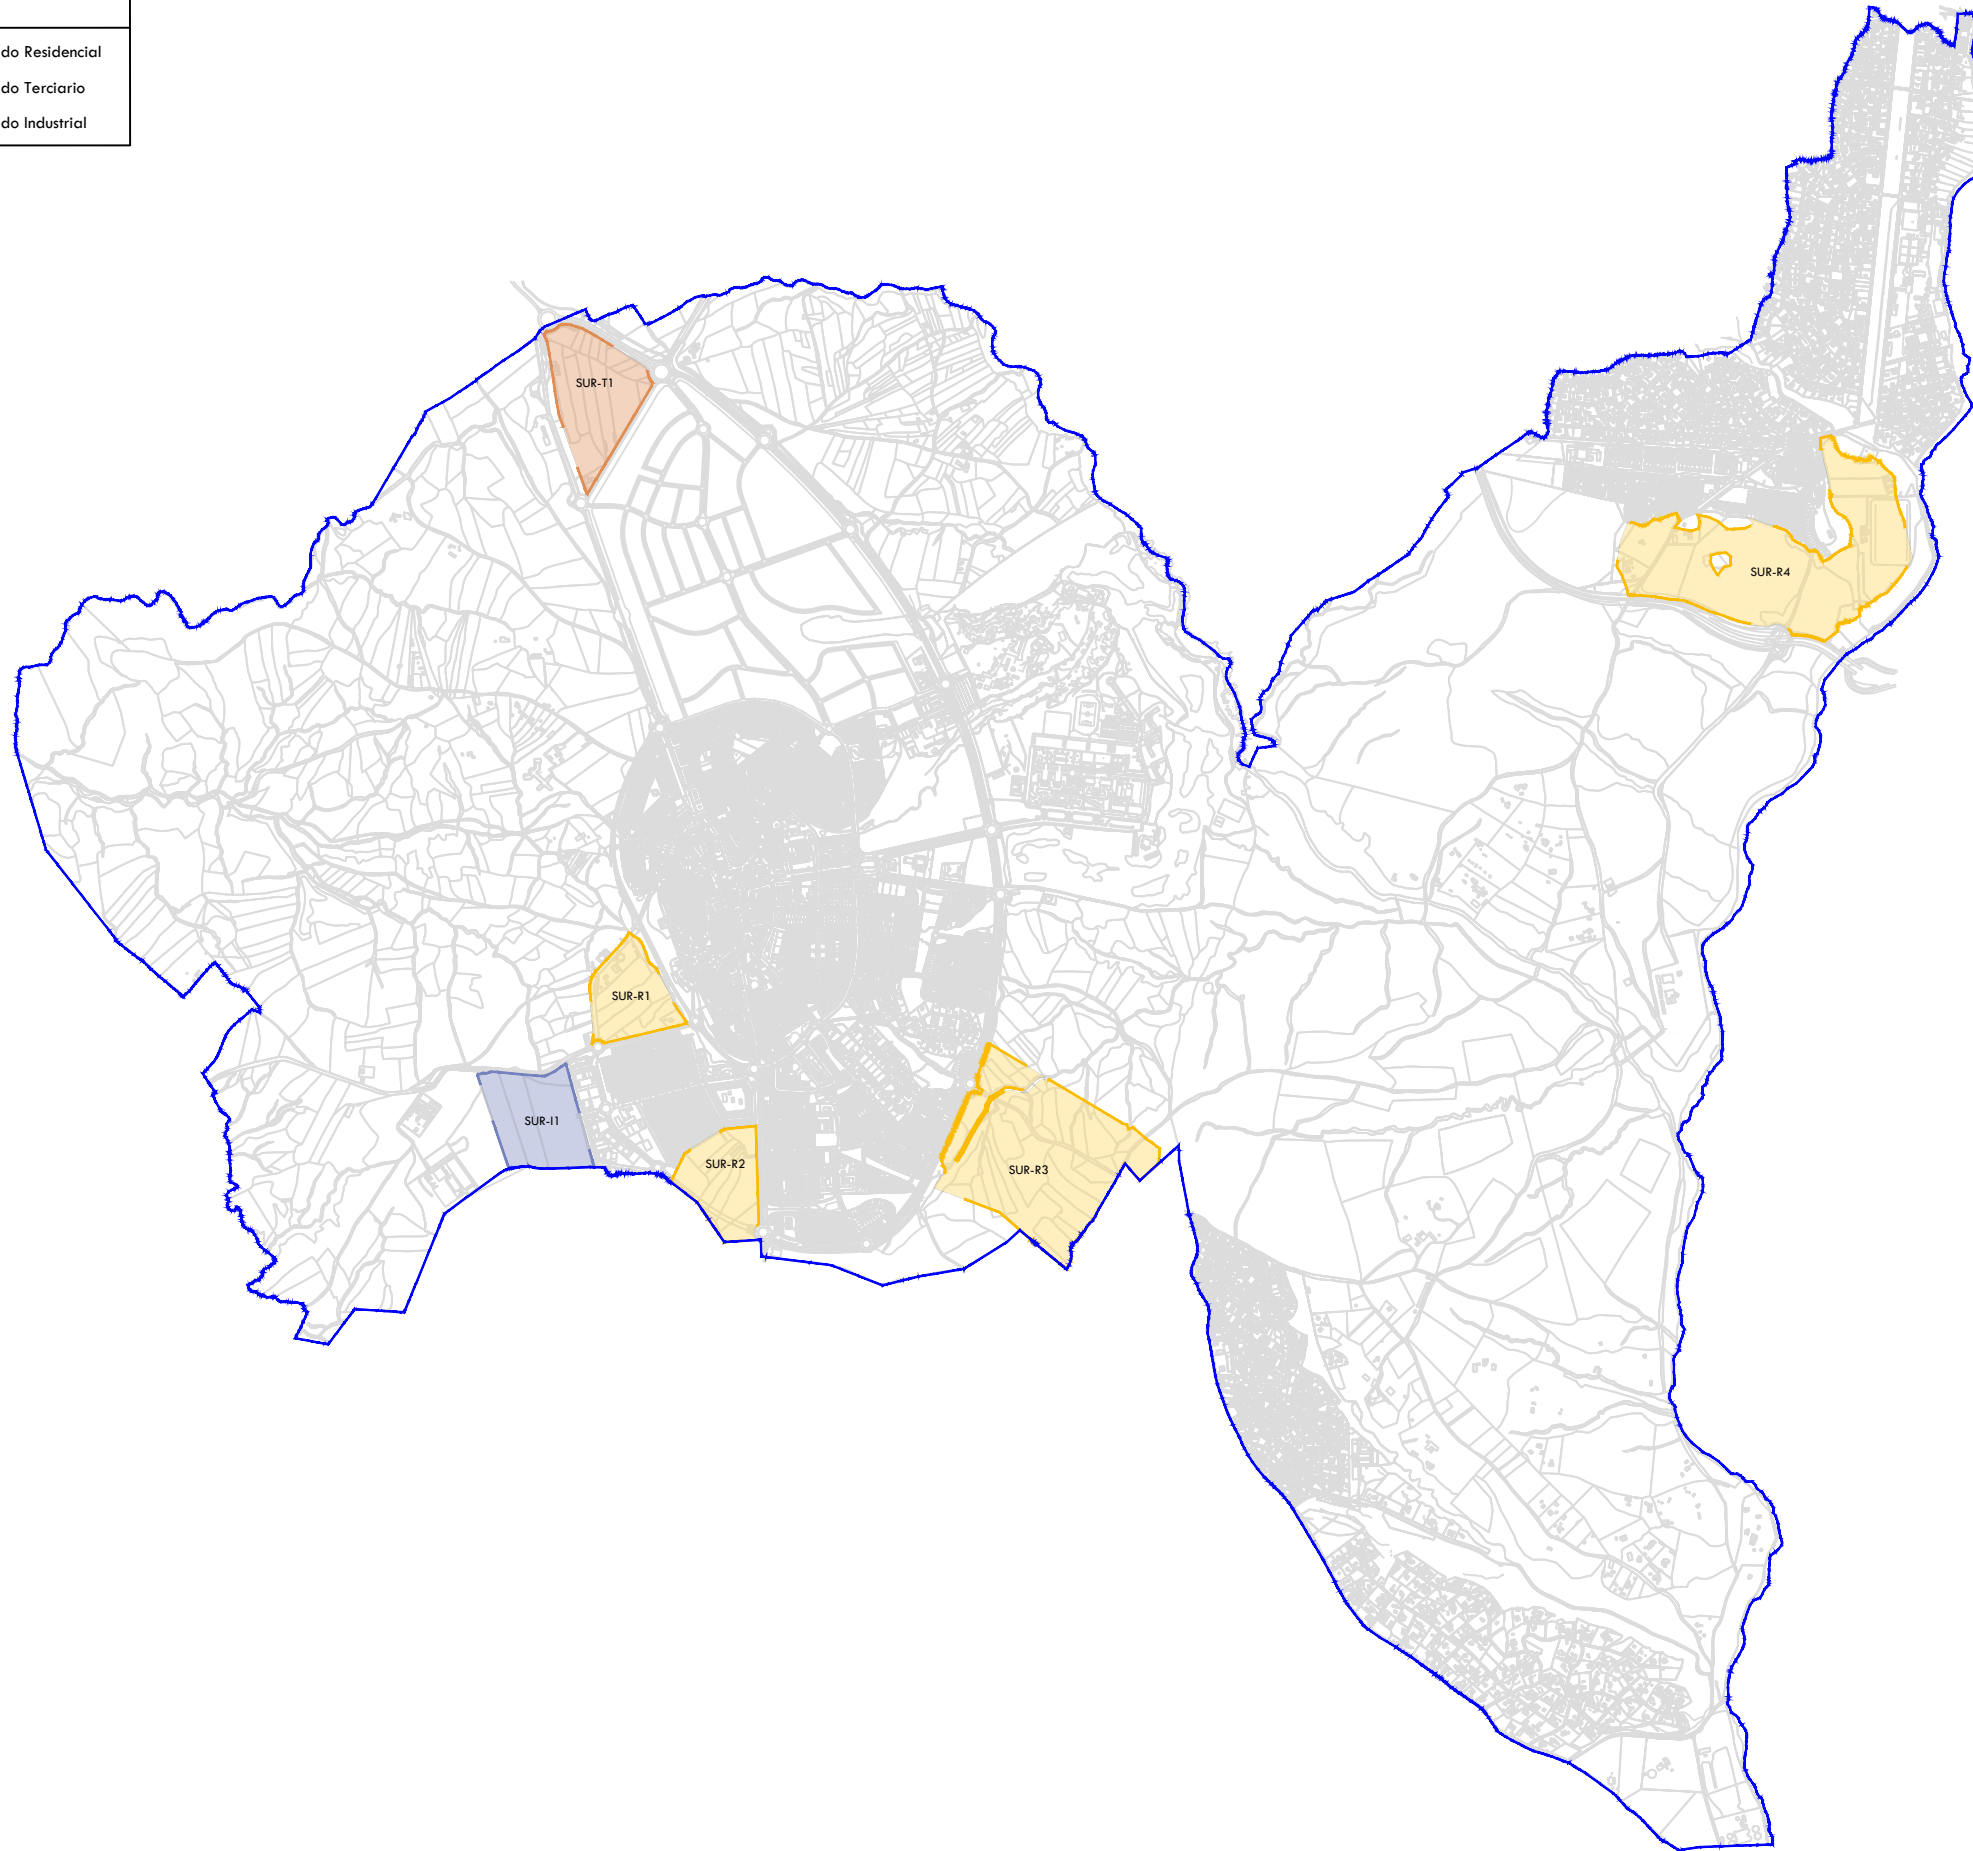 do Residencial
do Terciario
do Industrial
SUR-T1
SUR-R4
SUR-R1
SUR-I1
SUR-R2
SUR-R3